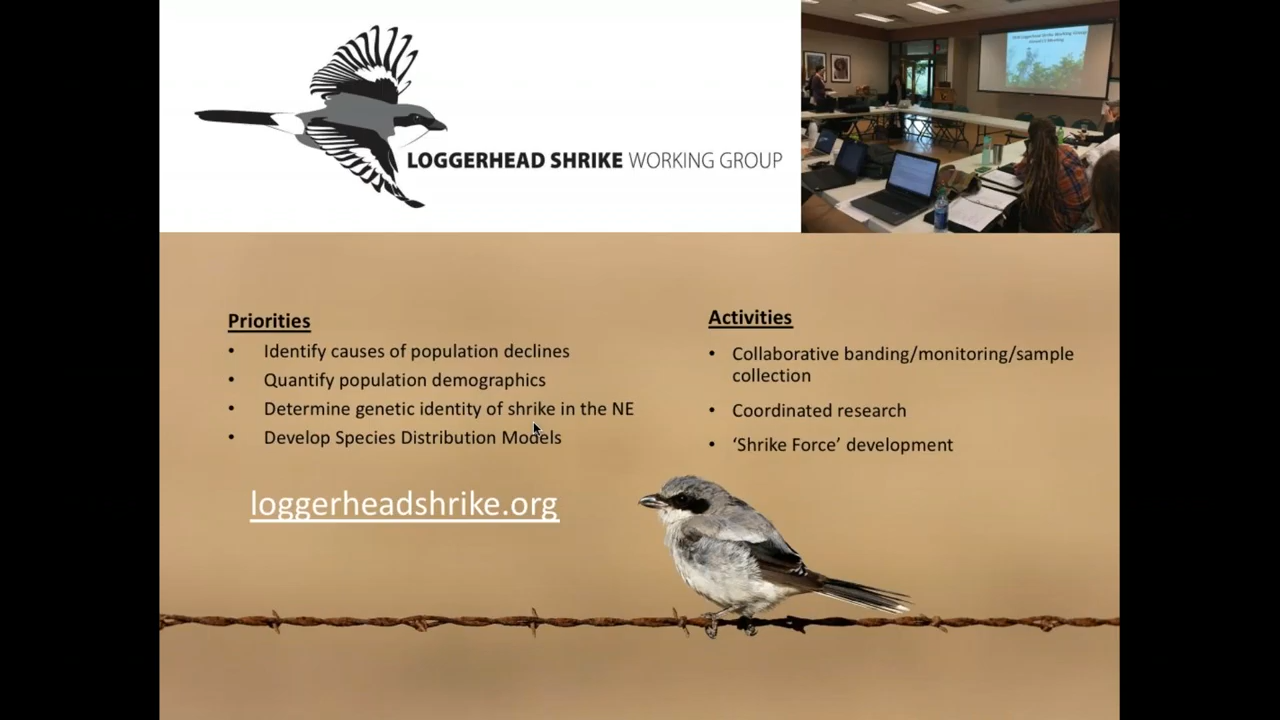 LOGGERHEAD SHRIKE WORKING GROUP
Priorities
• Identify causes of population declines
• Quantify population demographics
• Determine genetic identity of shrike in the NE
• Develop Species Distribution Models
loggerheadshrike.org
Activities
• Collaborative banding/monitoring/sample
collection
• Coordinated research
• ‘Shrike Force’ development